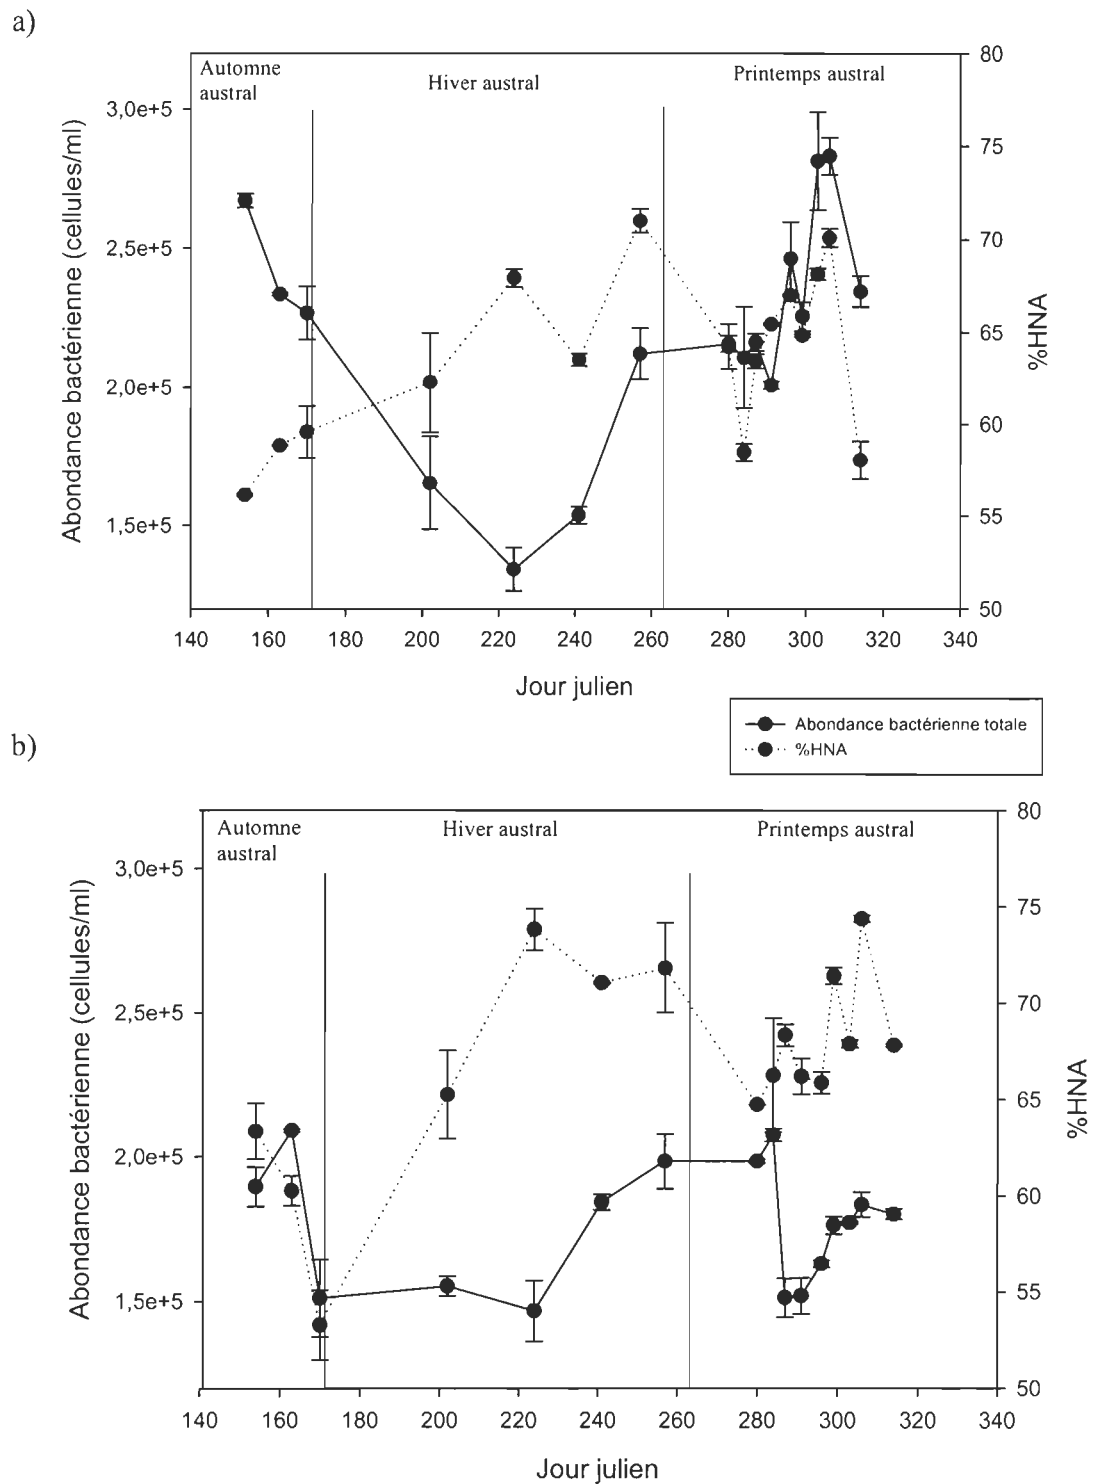 a)
Automne
austral
Hiver austral
Printemps austral
80
3,0e+5
75
2,5e+5
70
65
2,0e+5
60
1,5e+5
55
50
Abondance bactérienne (cellules/ml)
%HNA
140 160 180 200 220 240 260 280 300 320 340
Jour julien
Abondance bactérienne totale
%HNA
b)
Automne
austral
Hiver austral
Printemps austral
80
3,0e+5
75
2,5e+5
70
65
2,0e+5
60
1,5e+5
55
50
Abondance bactérienne (cellules/ml)
%HNA
140 160 180 200 220 240 260 280 300 320 340
Jour julien